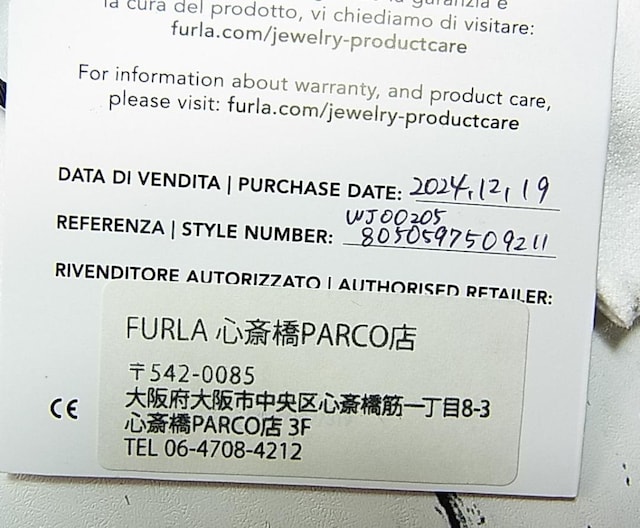 la cura del prodotto, vi chiediamo di visitare:
furla.com/jewelry-productcare
For information about warranty, and product care,
please visit: furla.com/jewelry-productcare
DATA DI VENDITA | PURCHASE DATE: 2024.12.19
WJ00205
REFERENZA | STYLE NUMBER: 8050597509211
RIVENDITORE AUTORIZZATO | AUTHORISED RETAILER:
FURLA 心斎橋PARCO店
〒542-0085
大阪府大阪市中央区心斎橋筋一丁目8-3
心斎橋PARCO店 3F
TEL 06-4708-4212
CE